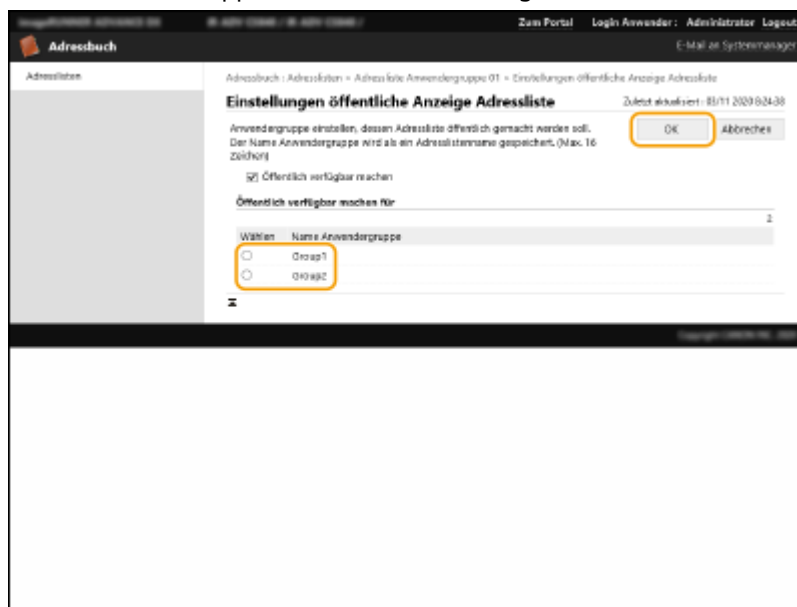 Zum Portal Login Anwender: Administrator Logout
Adressbuch
E-Mail an Systemmanager
Adresslisten
Adressbuch : Adresslisten > Adressliste Anwendergruppe 01 > Einstellungen öffentliche Anzeige Adressliste
Einstellungen öffentliche Anzeige Adressliste
Zuletzt aktualisiert : 03/11 2020 8:24:38
Anwendergruppe einstellen, dessen Adressliste öffentlich gemacht werden soll.
Der Name Anwendergruppe wird als ein Adresslistenname gespeichert. (Max. 16
Zeichen)
OK Abbrechen
Öffentlich verfügbar machen
Öffentlich verfügbar machen für
2
Wählen Name Anwendergruppe
Group1
Group2